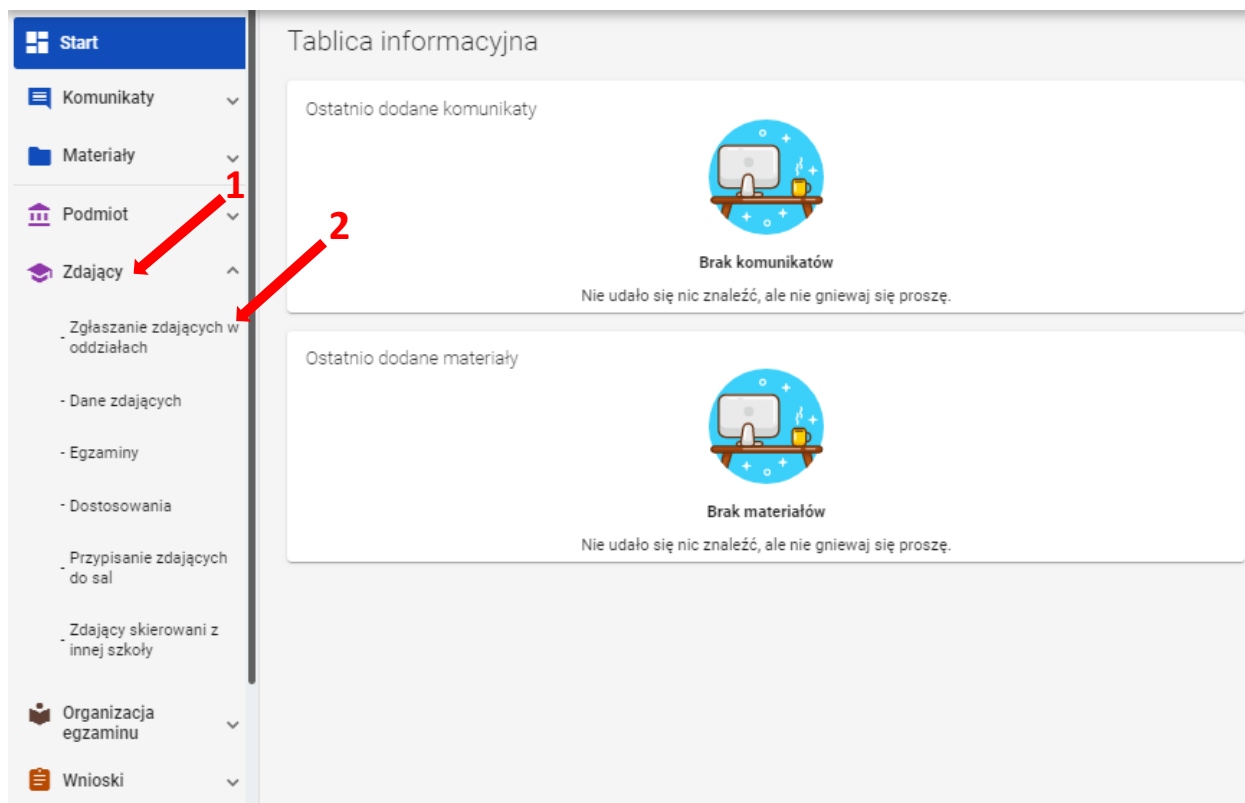 Start
Komunikaty
Materiały
1
Podmiot
2
Zdający
Zgłaszanie zdających w
- oddziałach
- Dane zdających
- Egzaminy
- Dostosowania
Przypisanie zdających
- do sal
Zdający skierowani z
- innej szkoły
Organizacja
egzaminu
Wnioski
Tablica informacyjna
Ostatnio dodane komunikaty
Brak komunikatów
Nie udało się nic znaleźć, ale nie gniewaj się proszę.
Ostatnio dodane materiały
Brak materiałów
Nie udało się nic znaleźć, ale nie gniewaj się proszę.